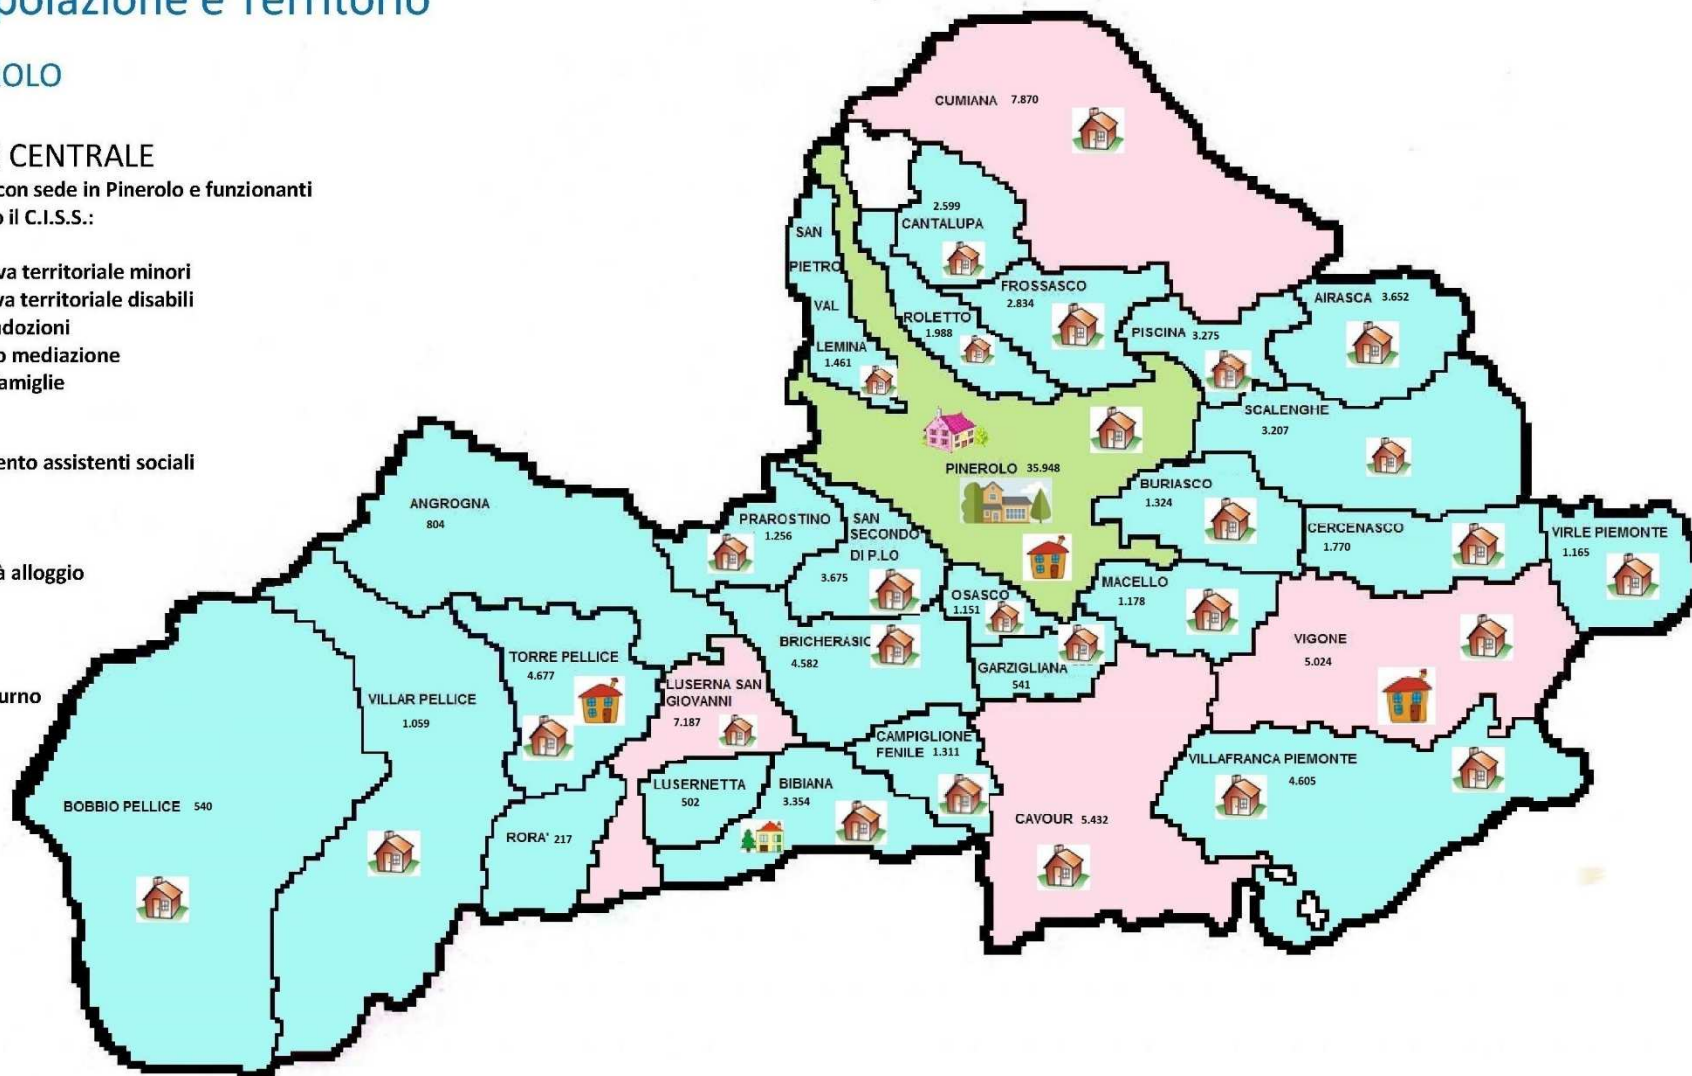 polazione e Territorio
OLO
CENTRALE
con sede in Pinerolo e funzionanti
o il C.I.S.S.:
va territoriale minori
va territoriale disabili
dozioni
o mediazione
amiglie
ento assistenti sociali
à alloggio
urno
CUMIANA 7.870
2.599
CANTALUPA
SAN
PIETRO
VAL
LEMINA
1.461
FROSSASCO
2.834
ROLETTO
1.988
PISCINA 3.275
AIRASCA 3.652
SCALENGHE
3.207
PINEROLO 35.948
BURIASCO
1.324
ANGROGNA
804
PRAROSTINO
1.256
SAN
SECONDO
DI P.LO
3.675
CERCENASCO
1.770
VIRLE PIEMONTE
1.165
OSASCO
1.151
MACELLO
1.178
BRICHERASIO
4.582
GARZIGLIANA
541
VIGONE
5.024
TORRE PELLICE
4.677
LUSERNA SAN
GIOVANNI
7.187
VILLAR PELLICE
1.059
CAMPIGLIONE
FENILE 1.311
VILLAFRANCA PIEMONTE
4.605
LUSERNETTA
502
BIBIANA
3.354
BOBBIO PELLICE 540
RORA' 217
CAVOUR 5.432